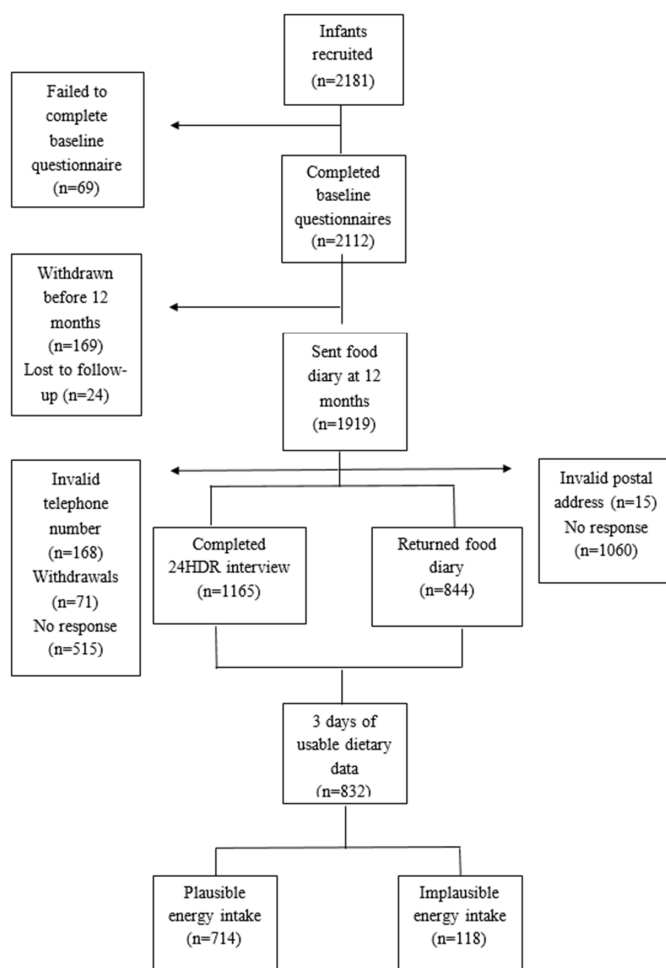 Infants
recruited
(n=2181)
Failed to
complete
baseline
questionnaire
(n=69)
Completed
baseline
questionnaires
(n=2112)
Withdrawn
before 12
months
(n=169)
Lost to follow-
up (n=24)
Sent food
diary at 12
months
(n=1919)
Invalid
telephone
number
(n=168)
Withdrawals
(n=71)
No response
(n=515)
Completed
24HDR interview
(n=1165)
Returned food
diary
(n=844)
Invalid postal
address (n=15)
No response
(n=1060)
3 days of
usable dietary
data
(n=832)
Plausible
energy intake
(n=714)
Implausible
energy intake
(n=118)